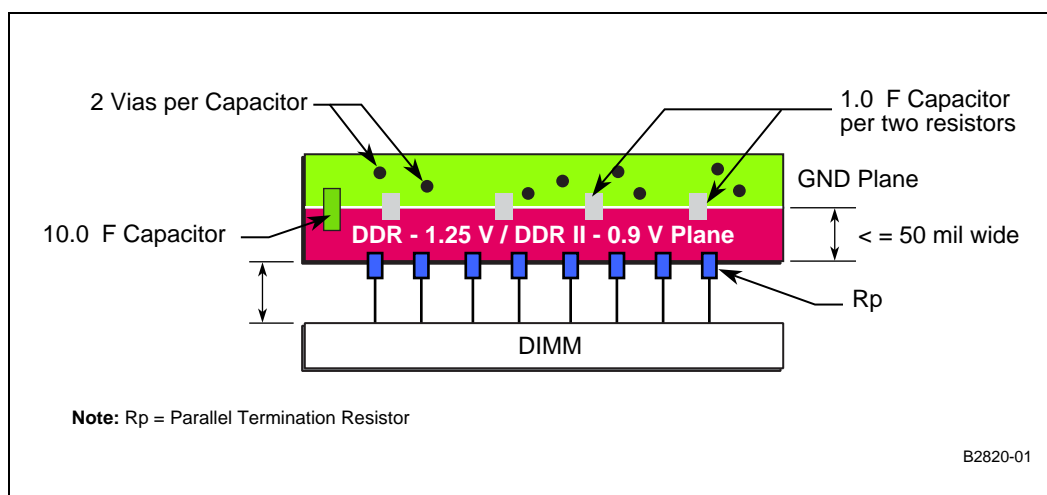 2 Vias per Capacitor
1.0 F Capacitor
per two resistors
GND Plane
10.0 F Capacitor
DDR - 1.25 V / DDR II - 0.9 V Plane
< = 50 mil wide
Rp
DIMM
Note: Rp = Parallel Termination Resistor
B2820-01